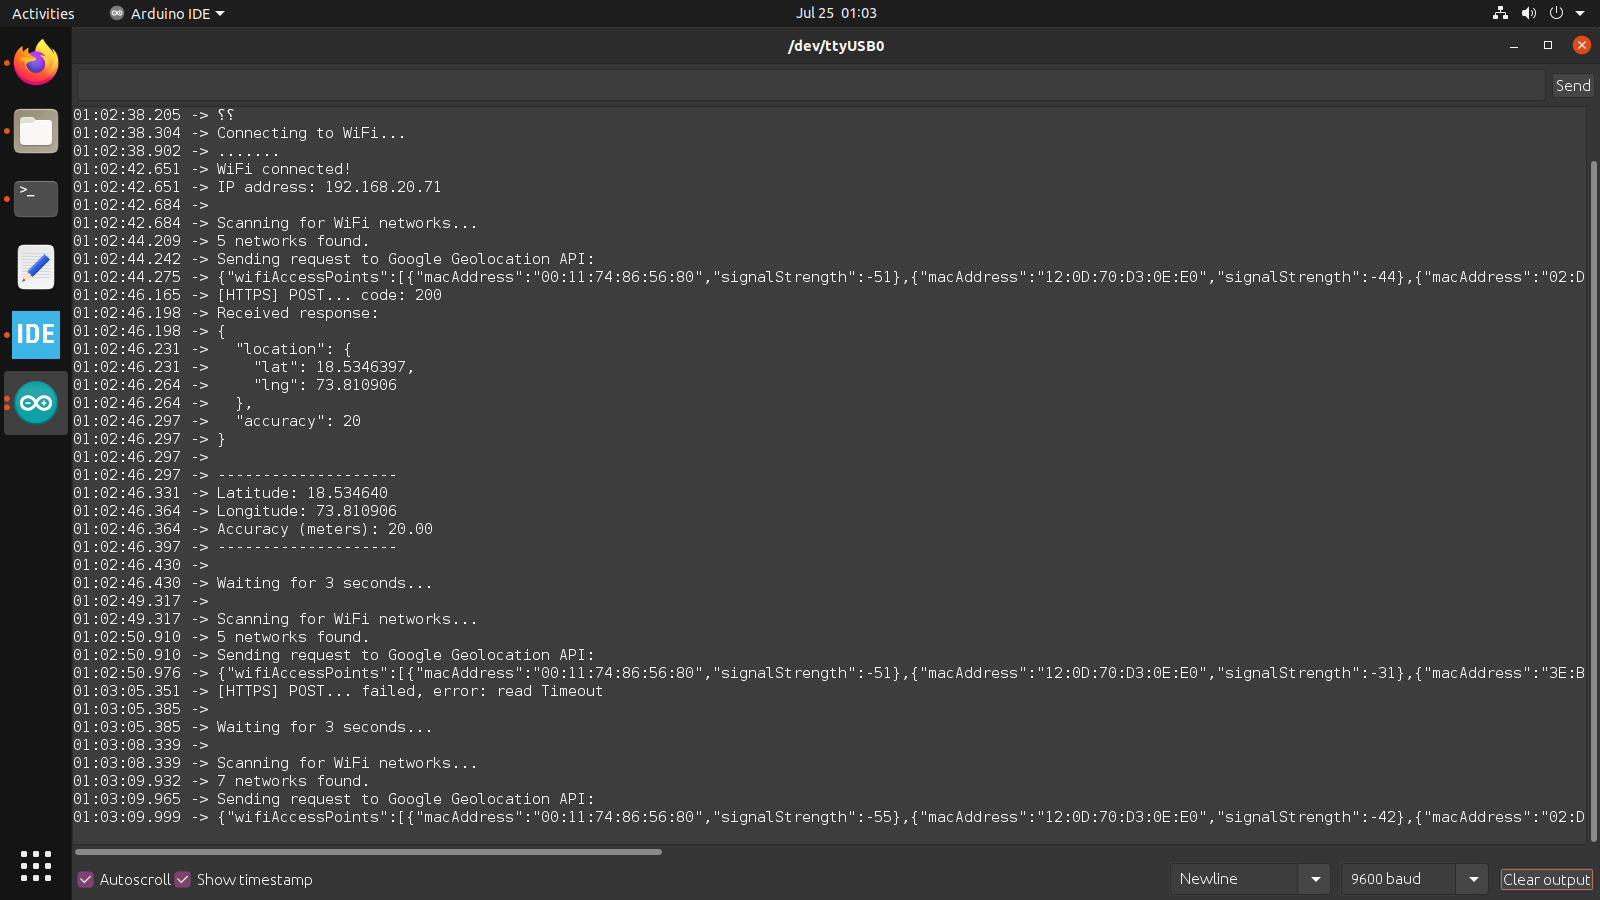 Activities
Arduino IDE
Jul 25 01:03
/dev/ttyUSB0
Send
01:02:38.205 -> ⸮⸮
01:02:38.304 -> Connecting to WiFi...
01:02:38.902 -> .......
01:02:42.651 -> WiFi connected!
01:02:42.651 -> IP address: 192.168.20.71
01:02:42.684 ->
01:02:42.684 -> Scanning for WiFi networks...
01:02:44.209 -> 5 networks found.
01:02:44.242 -> Sending request to Google Geolocation API:
01:02:44.275 -> {"wifiAccessPoints":[{"macAddress":"00:11:74:86:56:80","signalStrength":-51},{"macAddress":"12:0D:70:D3:0E:E0","signalStrength":-44},{"macAddress":"02:D
01:02:46.165 -> [HTTPS] POST... code: 200
01:02:46.198 -> Received response:
01:02:46.198 -> {
01:02:46.231 ->   "location": {
01:02:46.231 ->     "lat": 18.5346397,
01:02:46.264 ->     "lng": 73.810906
01:02:46.264 ->   },
01:02:46.297 ->   "accuracy": 20
01:02:46.297 -> }
01:02:46.297 ->
01:02:46.297 -> --------------------
01:02:46.331 -> Latitude: 18.534640
01:02:46.364 -> Longitude: 73.810906
01:02:46.364 -> Accuracy (meters): 20.00
01:02:46.397 -> --------------------
01:02:46.430 ->
01:02:46.430 -> Waiting for 3 seconds...
01:02:49.317 ->
01:02:49.317 -> Scanning for WiFi networks...
01:02:50.910 -> 5 networks found.
01:02:50.910 -> Sending request to Google Geolocation API:
01:02:50.976 -> {"wifiAccessPoints":[{"macAddress":"00:11:74:86:56:80","signalStrength":-51},{"macAddress":"12:0D:70:D3:0E:E0","signalStrength":-31},{"macAddress":"3E:B
01:03:05.351 -> [HTTPS] POST... failed, error: read Timeout
01:03:05.385 ->
01:03:05.385 -> Waiting for 3 seconds...
01:03:08.339 ->
01:03:08.339 -> Scanning for WiFi networks...
01:03:09.932 -> 7 networks found.
01:03:09.965 -> Sending request to Google Geolocation API:
01:03:09.999 -> {"wifiAccessPoints":[{"macAddress":"00:11:74:86:56:80","signalStrength":-55},{"macAddress":"12:0D:70:D3:0E:E0","signalStrength":-42},{"macAddress":"02:D
IDE
>_
Autoscroll
Show timestamp
Newline
9600 baud
Clear output